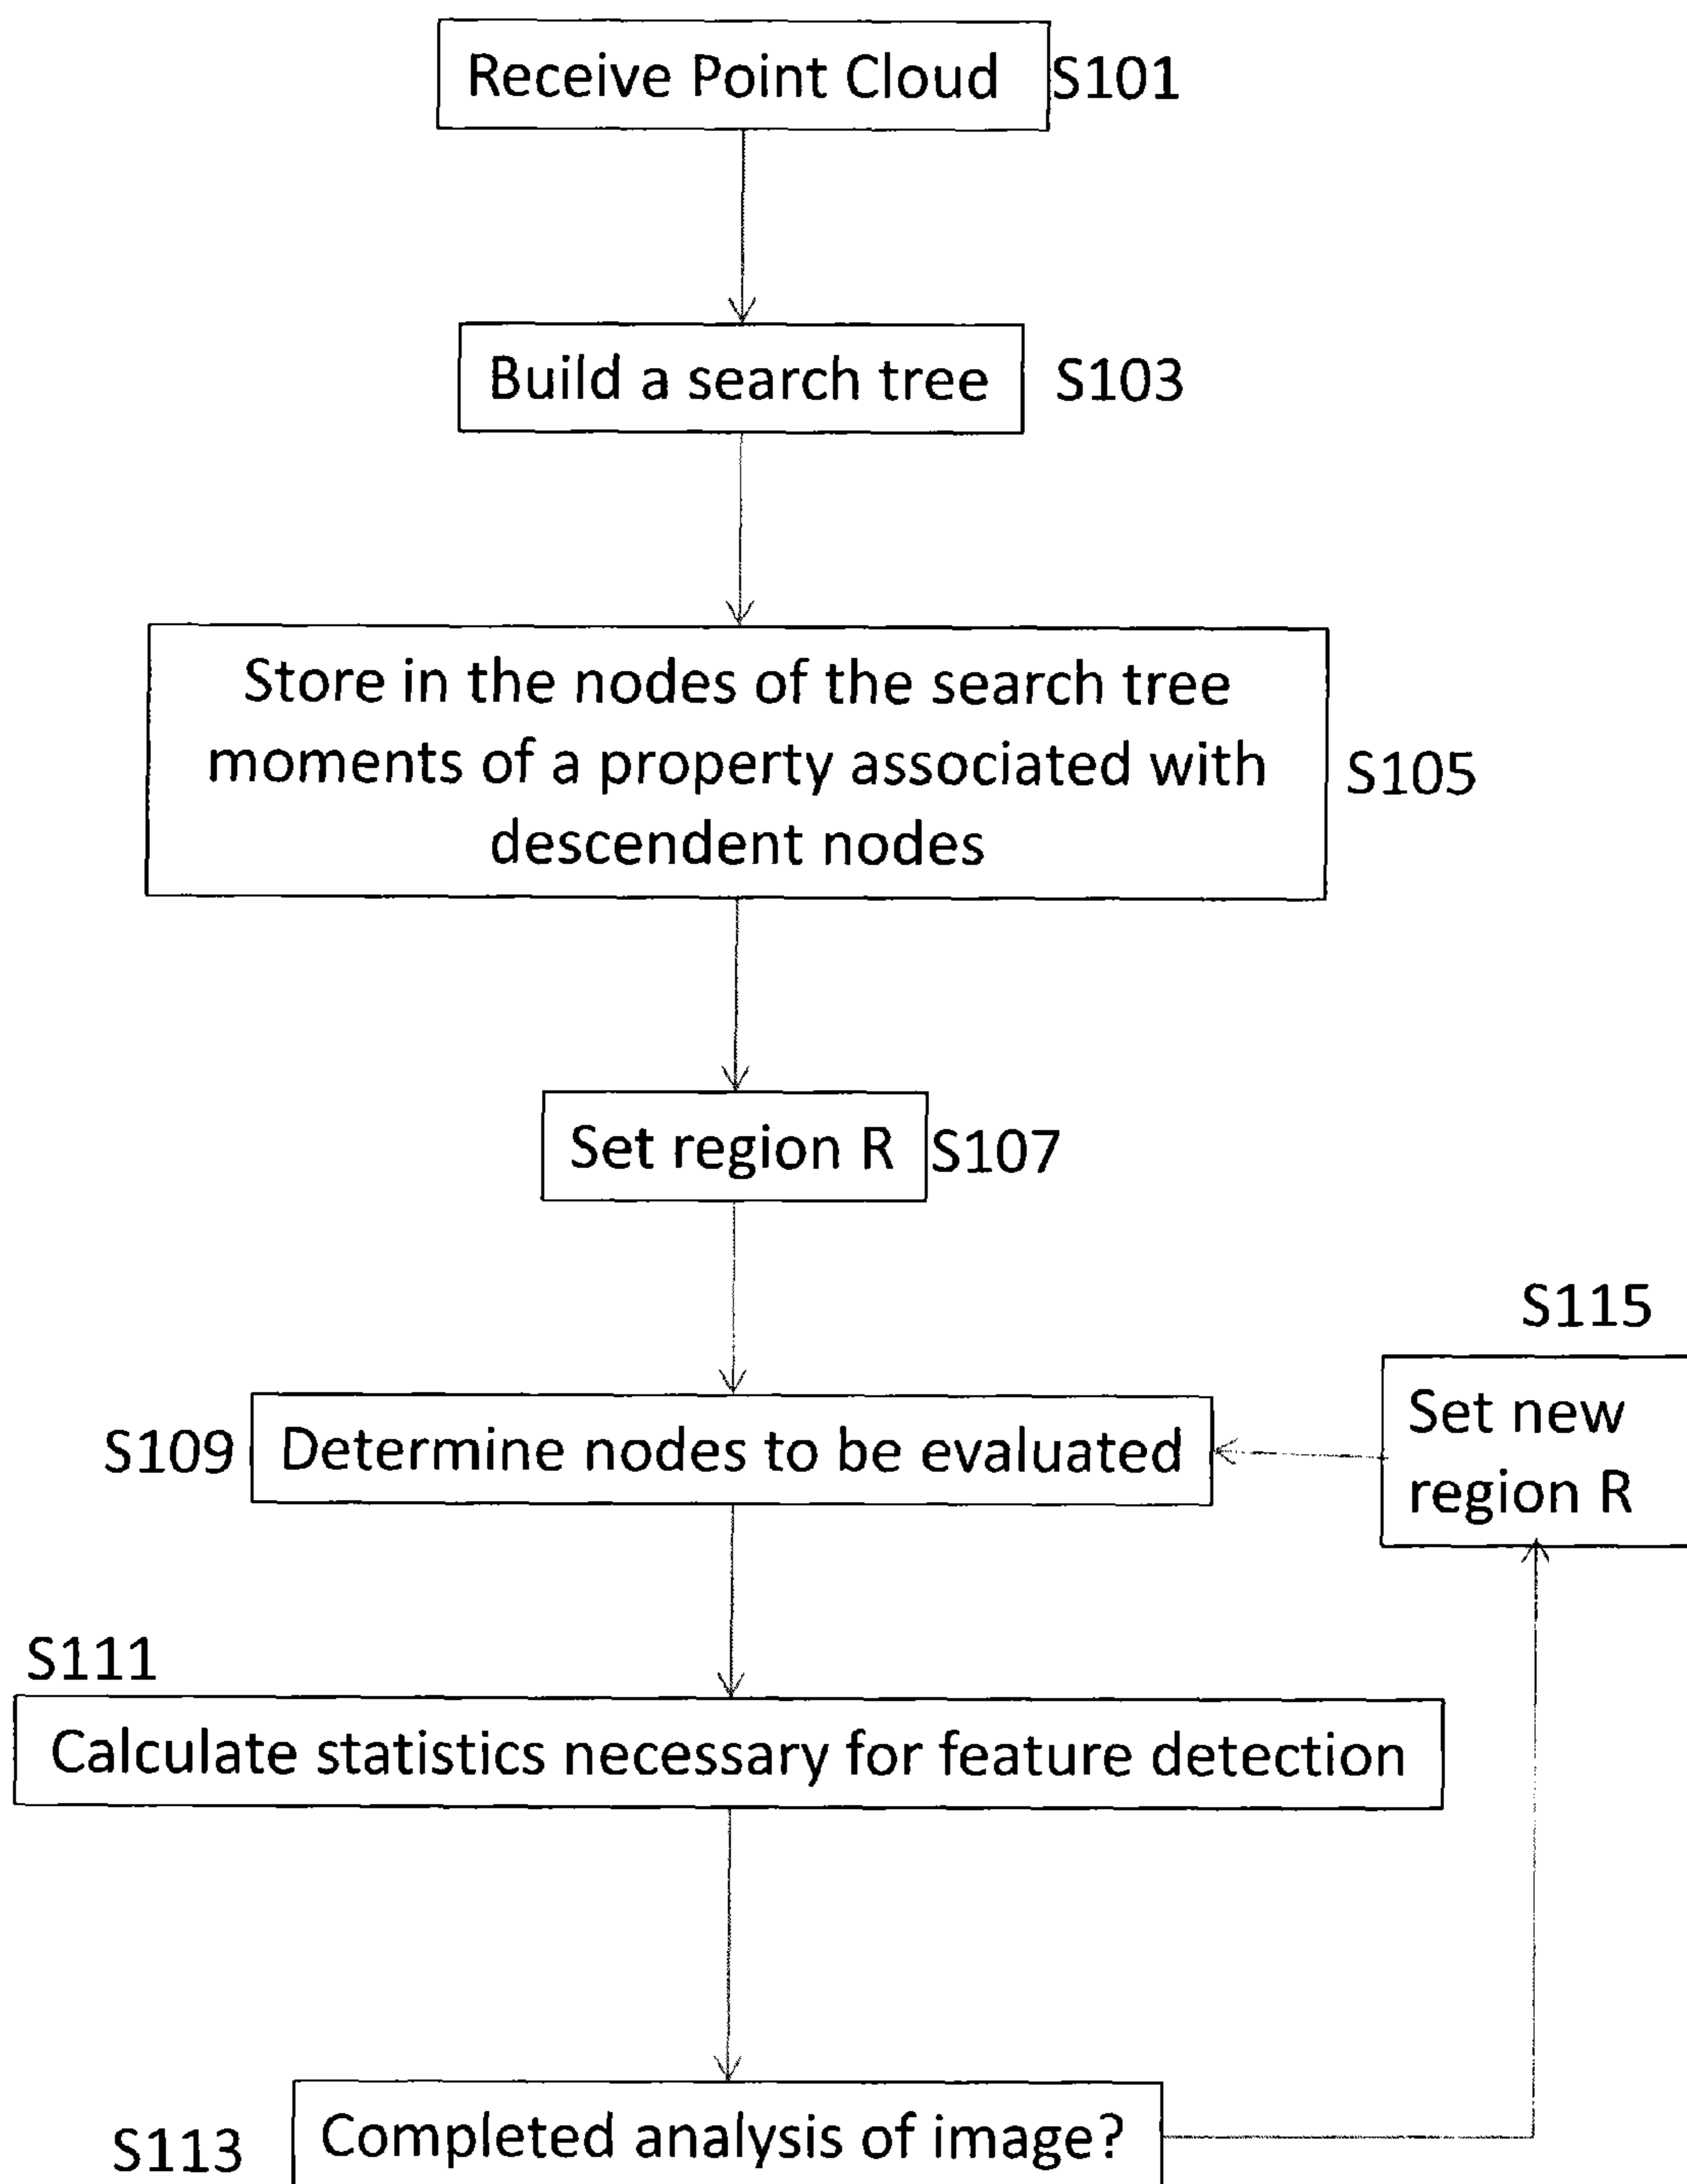 Receive Point Cloud S101
Build a search tree S103
Store in the nodes of the search tree
moments of a property associated with S105
descendent nodes
Set region R S107
S115
Set new
region R
S109 Determine nodes to be evaluated
S111
Calculate statistics necessary for feature detection
S113 Completed analysis of image?